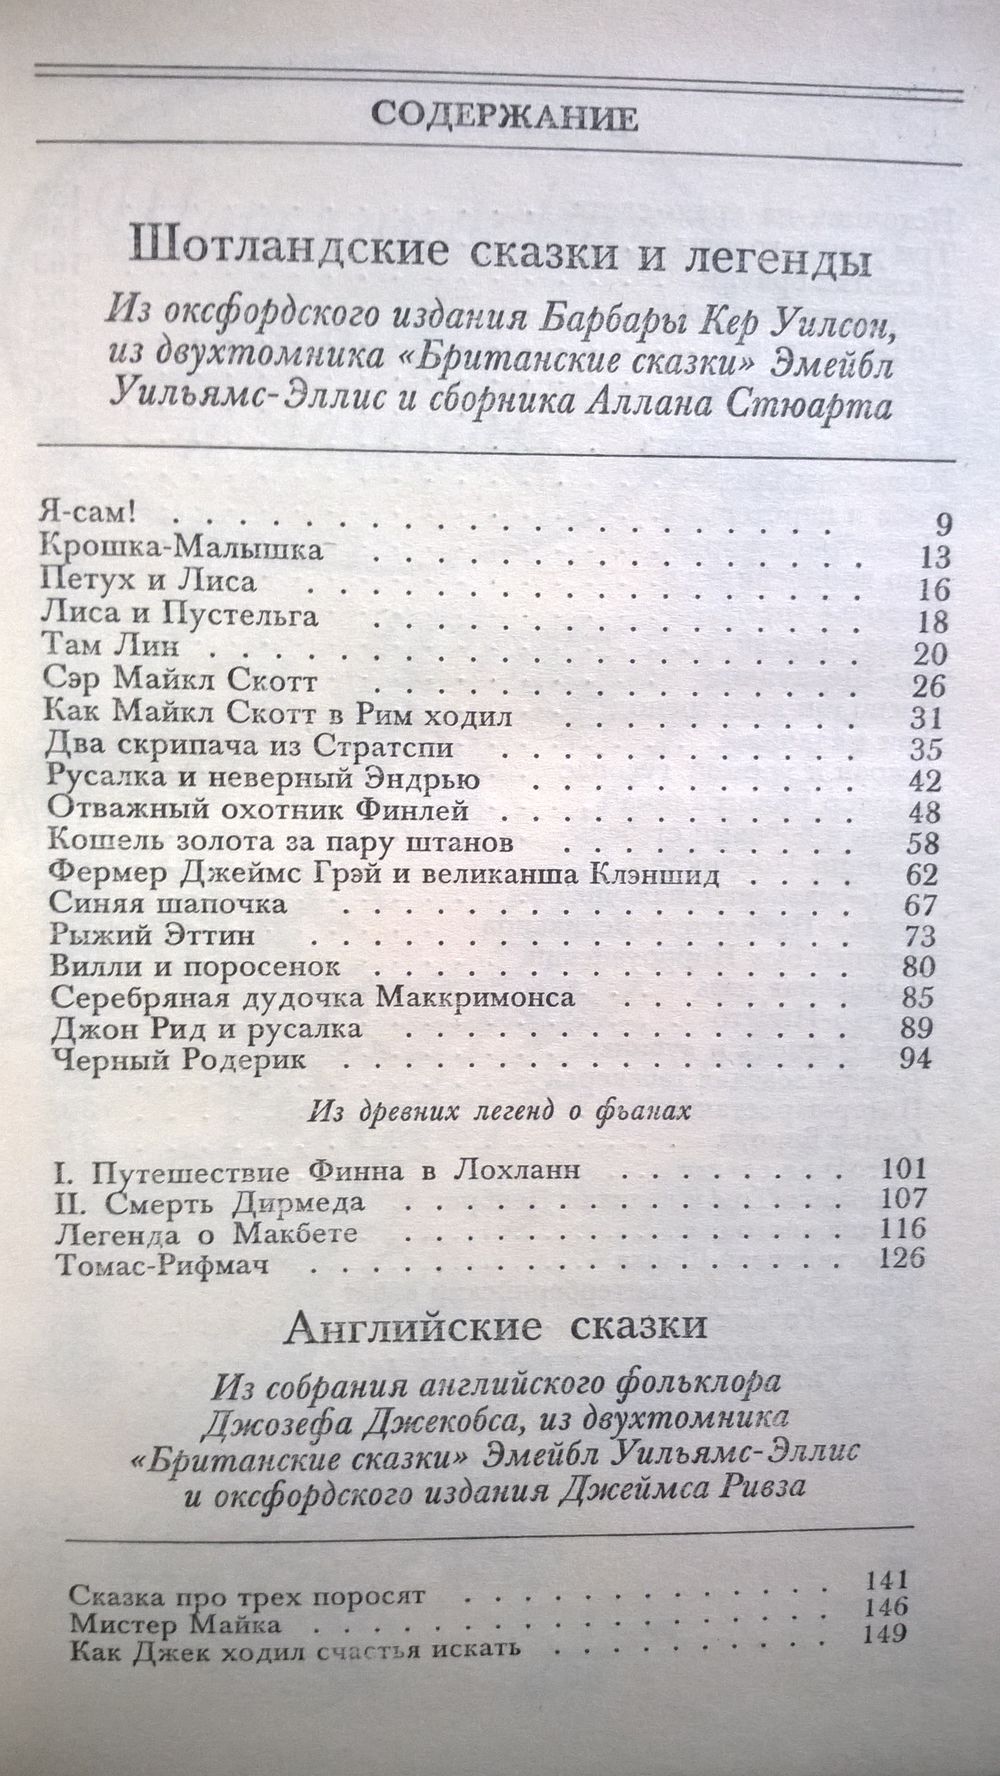 СОДЕРЖАНИЕ
Шотландские сказки и легенды
Из оксфордского издания Барбары Кер Уилсон,
из двухтомника «Британские сказки» Эмейбл
Уильямс-Эллис и сборника Аллана Стюарта
Я-сам! . . . . . . . . . . . . . . . . . . . . . 9
Крошка-Малышка . . . . . . . . . . . . . . . . 13
Петух и Лиса . . . . . . . . . . . . . . . . . . 16
Лиса и Пустельга . . . . . . . . . . . . . . . . 18
Там Лин . . . . . . . . . . . . . . . . . . . . . 20
Сэр Майкл Скотт . . . . . . . . . . . . . . . . 26
Как Майкл Скотт в Рим ходил . . . . . . . . . . 31
Два скрипача из Стратспи . . . . . . . . . . . . 35
Русалка и неверный Эндрью . . . . . . . . . . . 42
Отважный охотник Финлей . . . . . . . . . . . . 48
Кошель золота за пару штанов . . . . . . . . . . 58
Фермер Джеймс Грэй и великанша Клэншид . . . . 62
Синяя шапочка . . . . . . . . . . . . . . . . . 67
Рыжий Эттин . . . . . . . . . . . . . . . . . . 73
Вилли и поросенок . . . . . . . . . . . . . . . . 80
Серебряная дудочка Маккримонса . . . . . . . . 85
Джон Рид и русалка . . . . . . . . . . . . . . . 89
Черный Родерик . . . . . . . . . . . . . . . . . 94
Из древних легенд о фьанах
I. Путешествие Финна в Лохланн . . . . . . . . 101
II. Смерть Дирмеда . . . . . . . . . . . . . . . 107
Легенда о Макбете . . . . . . . . . . . . . . . 116
Томас-Рифмач . . . . . . . . . . . . . . . . . . 126
Английские сказки
Из собрания английского фольклора
Джозефа Джекобса, из двухтомника
«Британские сказки» Эмейбл Уильямс-Эллис
и оксфордского издания Джеймса Ривза
Сказка про трех поросят . . . . . . . . . . . . . 141
Мистер Майка . . . . . . . . . . . . . . . . . . 146
Как Джек ходил счастья искать . . . . . . . . . . 149